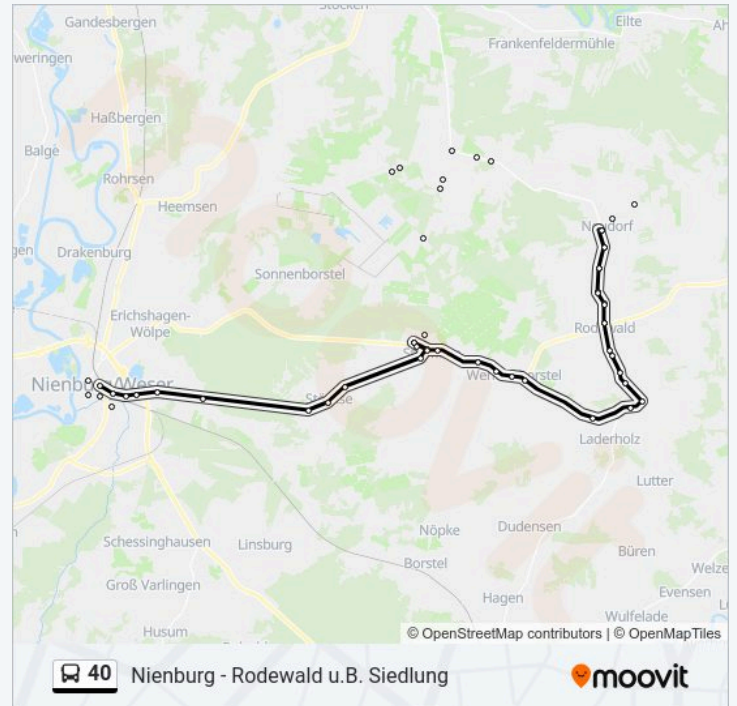 Stöcken
Gandesbergen
Eilte
Ah
Frankenfeldermühle
weringen
Haßbergen
Balge
Rohrsen
Heemsen
Neudorf
gen
Drakenburg
Sonnenborstel
Erichshagen-
Wölpe
Rodewald
Nienburg/Weser
Laderholz
Lutter
Nöpke
Dudensen
Schessinghausen
Linsburg
Büren
Borstel
Welze
Groß Varlingen
Evensen
Hagen
Wulfelade
Husum
© OpenStreetMap contributors | © OpenMapTiles
40 Nienburg - Rodewald u.B. Siedlung
moovit